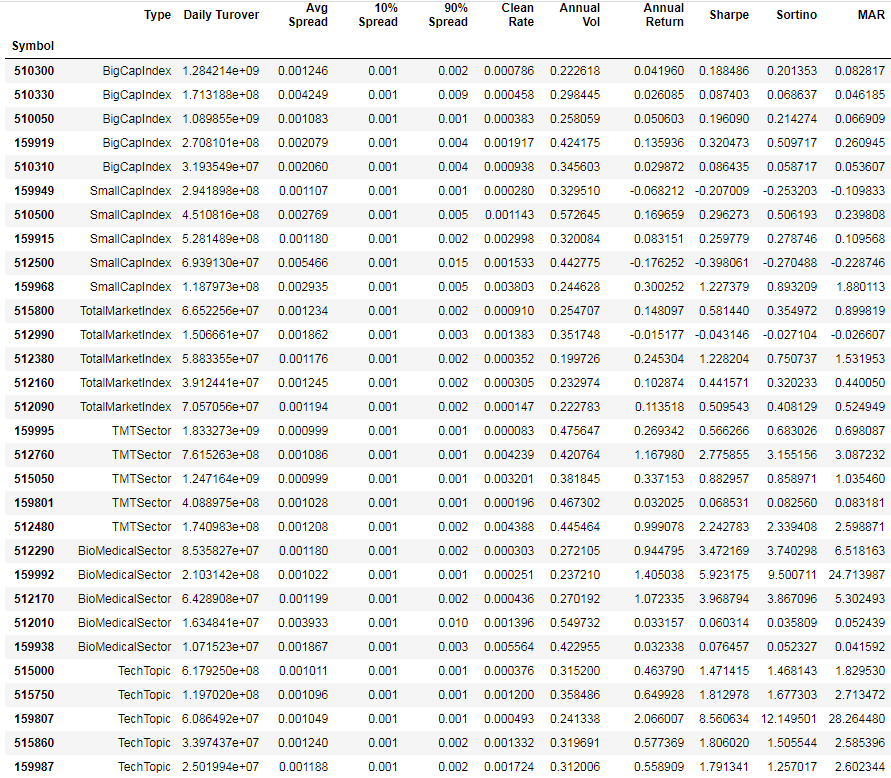 Type Daily Turover Avg Spread 10% Spread 90% Spread Clean Rate Annual Vol Annual Return Sharpe Sortino MAR
Symbol
510300 BigCapIndex 1.284214e+09 0.001246 0.001 0.002 0.000786 0.222618 0.041960 0.188486 0.201353 0.082817
510330 BigCapIndex 1.713188e+08 0.004249 0.001 0.009 0.000458 0.298445 0.026085 0.087403 0.068637 0.046185
510050 BigCapIndex 1.089855e+09 0.001083 0.001 0.001 0.000383 0.258059 0.050603 0.196090 0.214274 0.066909
159919 BigCapIndex 2.708101e+08 0.002079 0.001 0.004 0.001917 0.424175 0.135936 0.320473 0.509717 0.260945
510310 BigCapIndex 3.193549e+07 0.002060 0.001 0.004 0.000938 0.345603 0.029872 0.086435 0.058717 0.053607
159949 SmallCapIndex 2.941898e+08 0.001107 0.001 0.001 0.000280 0.329510 -0.068212 -0.207009 -0.253203 -0.109833
510500 SmallCapIndex 4.510816e+08 0.002769 0.001 0.005 0.001143 0.572645 0.169659 0.296273 0.506193 0.239808
159915 SmallCapIndex 5.281489e+08 0.001180 0.001 0.002 0.002998 0.320084 0.083151 0.259779 0.278746 0.109568
512500 SmallCapIndex 6.939130e+07 0.005466 0.001 0.015 0.001533 0.442775 -0.176252 -0.398061 -0.270488 -0.228746
159968 SmallCapIndex 1.187973e+08 0.002935 0.001 0.005 0.003803 0.244628 0.300252 1.227379 0.893209 1.880113
515800 TotalMarketIndex 6.652256e+07 0.001234 0.001 0.002 0.000910 0.254707 0.148097 0.581440 0.354972 0.899819
512990 TotalMarketIndex 1.506661e+07 0.001862 0.001 0.003 0.001383 0.351748 -0.015177 -0.043146 -0.027104 -0.026607
512380 TotalMarketIndex 5.883355e+07 0.001176 0.001 0.002 0.000352 0.199726 0.245304 1.228204 0.750737 1.531953
512160 TotalMarketIndex 3.912441e+07 0.001245 0.001 0.002 0.000305 0.232974 0.102874 0.441571 0.320233 0.440050
512090 TotalMarketIndex 7.057056e+07 0.001194 0.001 0.002 0.000147 0.222783 0.113518 0.509543 0.408129 0.524949
159995 TMTSector 1.833273e+09 0.000999 0.001 0.001 0.000083 0.475647 0.269342 0.566266 0.683026 0.698087
512760 TMTSector 7.615263e+08 0.001086 0.001 0.001 0.004239 0.420764 1.167980 2.775855 3.155156 3.087232
515050 TMTSector 1.247164e+09 0.000999 0.001 0.001 0.003201 0.381845 0.337153 0.882957 0.858971 1.035460
159801 TMTSector 4.088975e+08 0.001028 0.001 0.001 0.000196 0.467302 0.032025 0.068531 0.082560 0.083181
512480 TMTSector 1.740983e+08 0.001208 0.001 0.002 0.004388 0.445464 0.999078 2.242783 2.339408 2.598871
512290 BioMedicalSector 8.535827e+07 0.001180 0.001 0.002 0.000303 0.272105 0.944795 3.472169 3.740298 6.518163
159992 BioMedicalSector 2.103142e+08 0.001022 0.001 0.001 0.000251 0.237210 1.405038 5.923175 9.500711 24.713987
512170 BioMedicalSector 6.428908e+07 0.001199 0.001 0.002 0.000436 0.270192 1.072335 3.968794 3.867096 5.302493
512010 BioMedicalSector 1.634841e+07 0.003933 0.001 0.010 0.001396 0.549732 0.033157 0.060314 0.035809 0.052439
159938 BioMedicalSector 1.071523e+07 0.001867 0.001 0.003 0.005564 0.422955 0.032338 0.076457 0.052327 0.041592
515000 TechTopic 6.179250e+08 0.001011 0.001 0.001 0.000376 0.315200 0.463790 1.471415 1.468143 1.829530
515750 TechTopic 1.197020e+08 0.001096 0.001 0.001 0.001200 0.358486 0.649928 1.812978 1.677303 2.713472
159807 TechTopic 6.086492e+07 0.001049 0.001 0.001 0.000493 0.241338 2.066007 8.560634 12.149501 28.264480
515860 TechTopic 3.397437e+07 0.001240 0.001 0.002 0.001332 0.319691 0.577369 1.806020 1.505544 2.585396
159987 TechTopic 2.501994e+07 0.001188 0.001 0.002 0.001724 0.312006 0.558909 1.791341 1.257017 2.602344